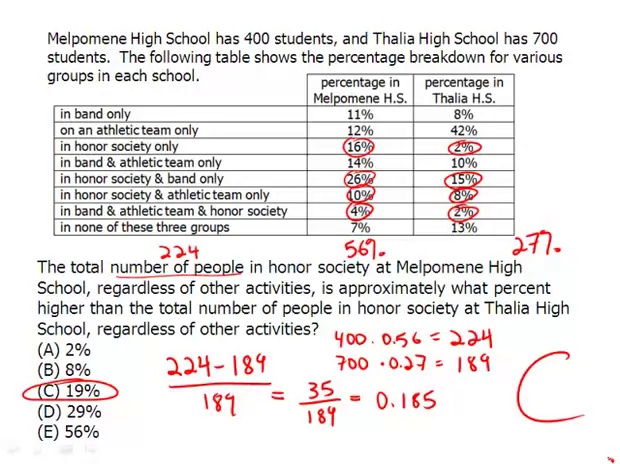 Melpomene High School has 400 students, and Thalia High School has 700
students. The following table shows the percentage breakdown for various
groups in each school.
percentage in Melpomene H.S. percentage in Thalia H.S.
in band only 11% 8%
on an athletic team only 12% 42%
in honor society only 16% 2%
in band & athletic team only 14% 10%
in honor society & band only 26% 15%
in honor society & athletic team only 10% 8%
in band & athletic team & honor society 4% 2%
in none of these three groups 7% 13%
224 56% 27%
The total number of people in honor society at Melpomene High
School, regardless of other activities, is approximately what percent
higher than the total number of people in honor society at Thalia High
School, regardless of other activities?
400 · 0.56 = 224
700 · 0.27 = 189
(A) 2%
(B) 8%
(C) 19%
(D) 29%
(E) 56%
224 - 189 / 189 = 35 / 189 = 0.185
C